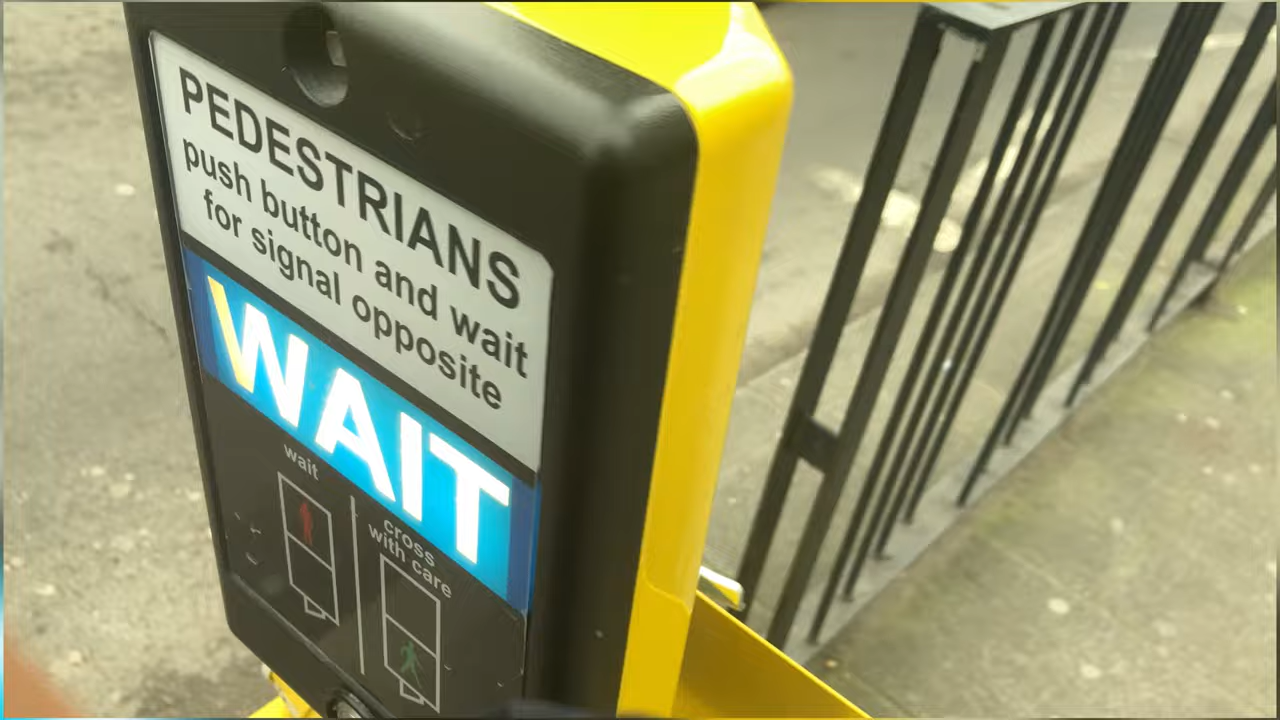 PEDESTRIANS
push button and wait
for signal opposite
WAIT
wait
cross
with care